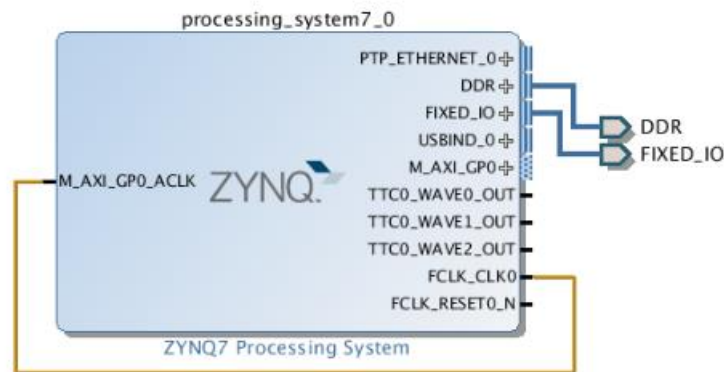 processing_system7_0
PTP_ETHERNET_0
DDR
FIXED_IO
USBIND_0
M_AXI_GP0
TTC0_WAVE0_OUT
TTC0_WAVE1_OUT
TTC0_WAVE2_OUT
FCLK_CLK0
FCLK_RESET0_N
M_AXI_GP0_ACLK
ZYNQ.
DDR
FIXED_IO
ZYNQ7 Processing System